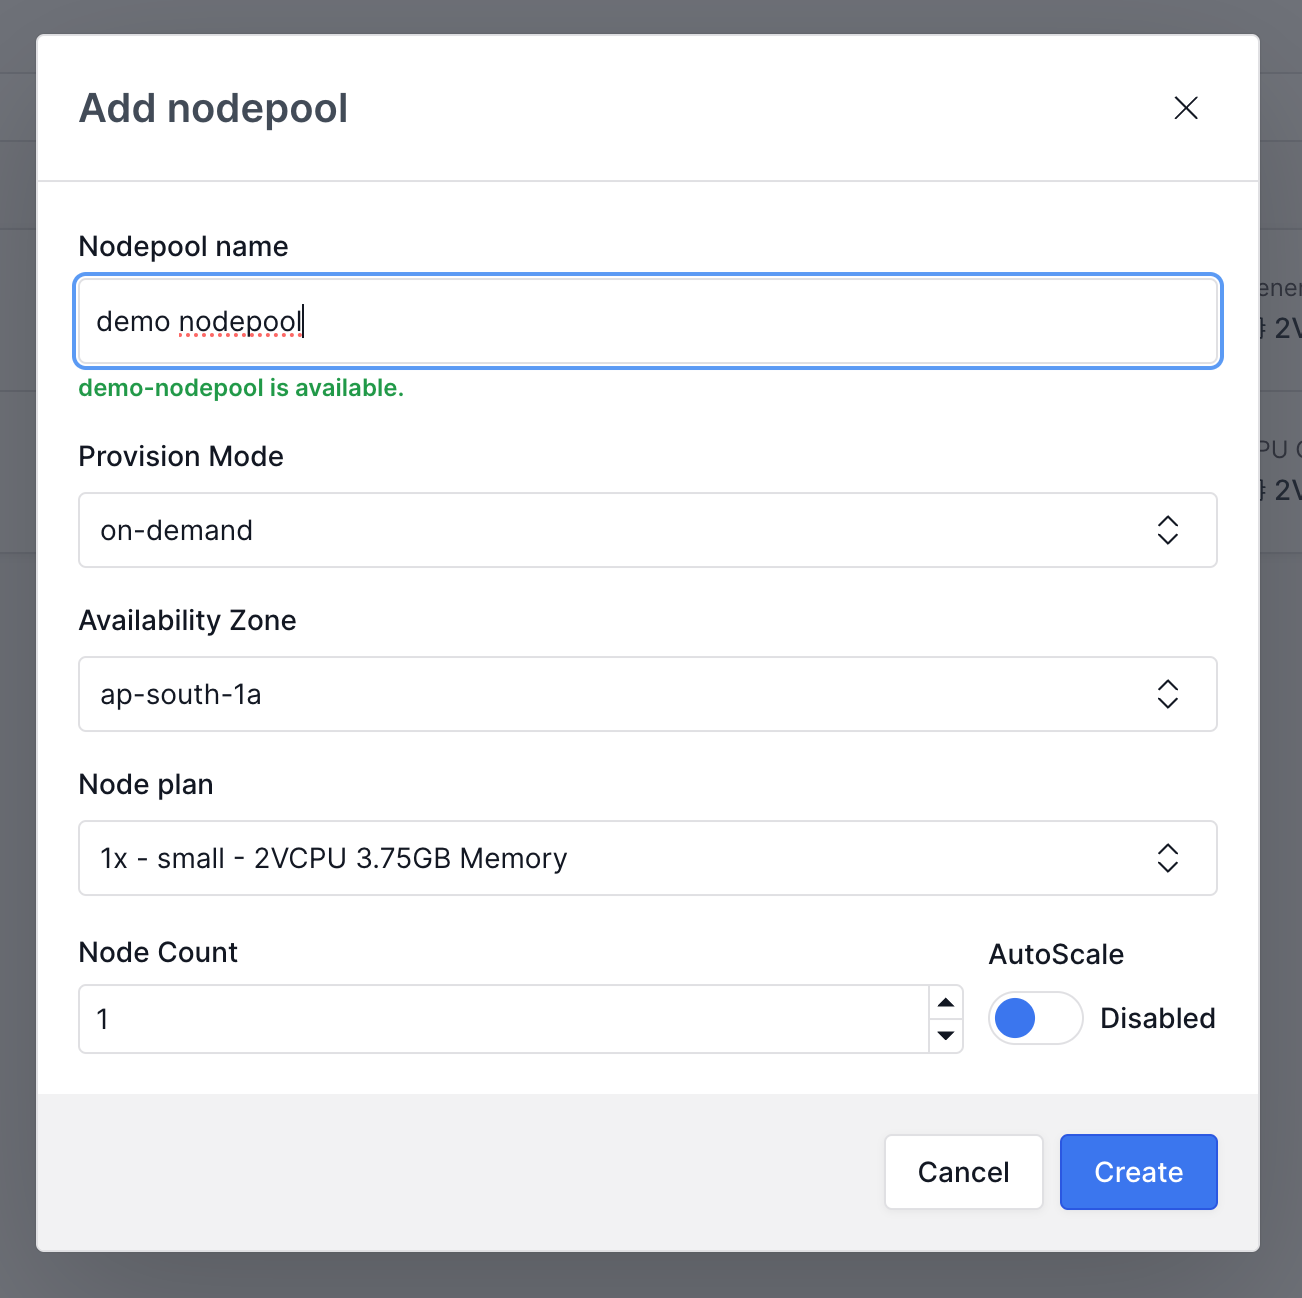 Add nodepool
Nodepool name
demo nodepool
demo-nodepool is available.
Provision Mode
on-demand
Availability Zone
ap-south-1a
Node plan
1x - small - 2VCPU 3.75GB Memory
Node Count
AutoScale
1
Disabled
Cancel
Create